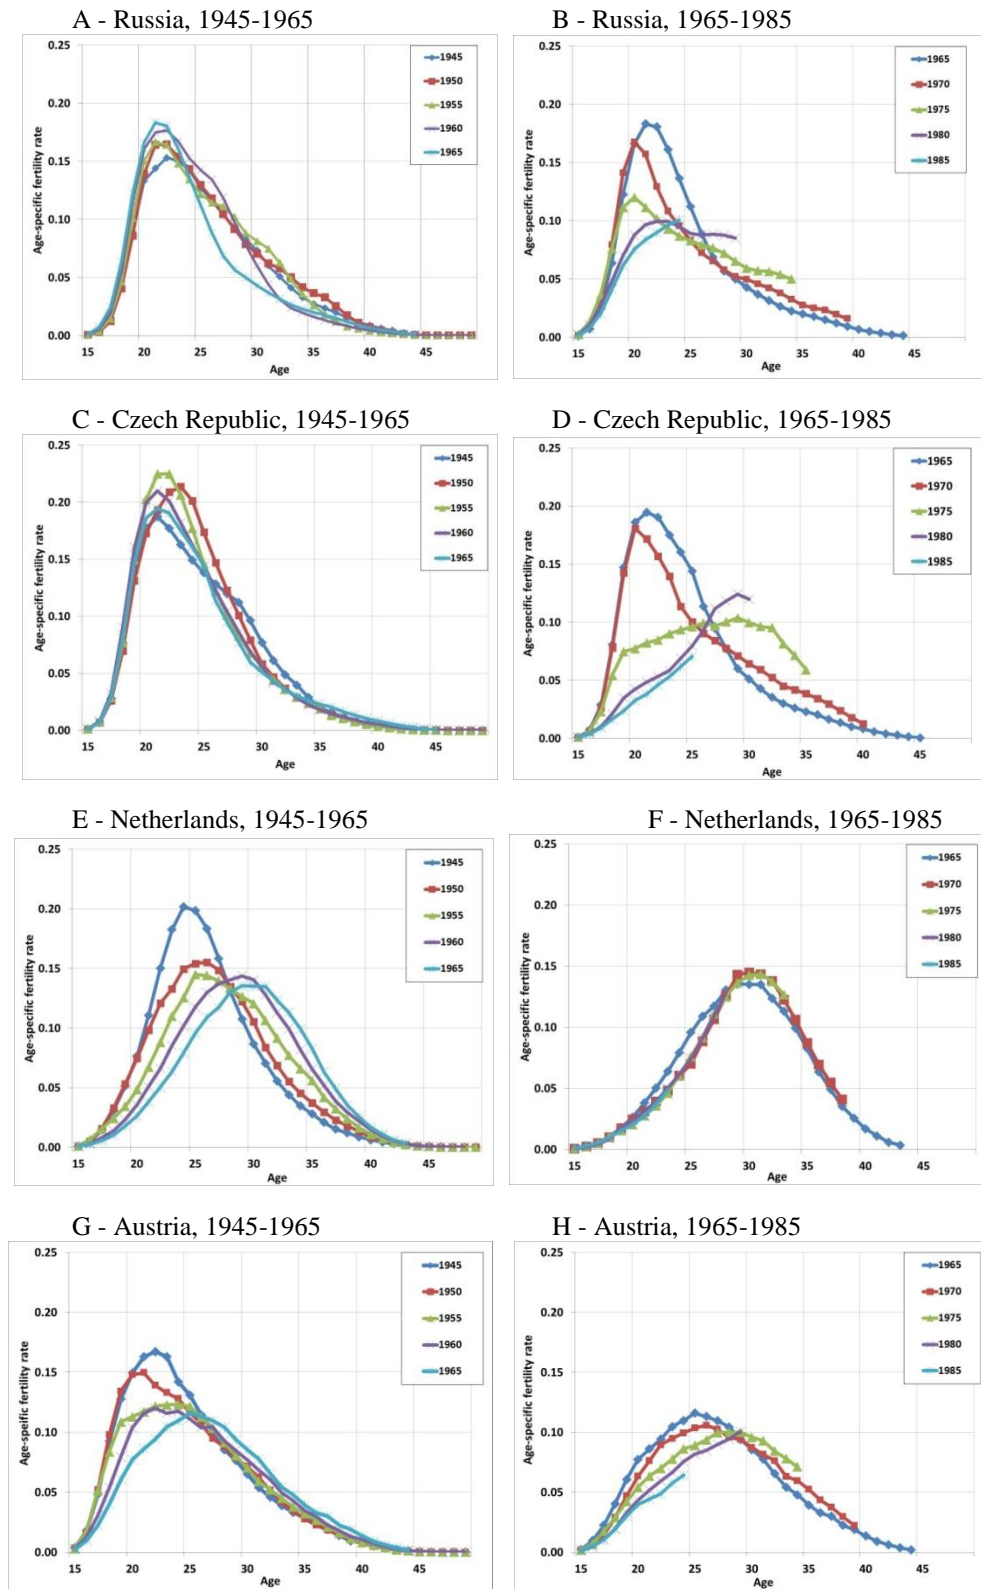 A - Russia, 1945-1965
0.25
0.20
0.15
0.10
0.05
0.00
Age-specific fertility rate
15 20 25 30 35 40 45
Age
1945
1950
1955
1960
1965
B - Russia, 1965-1985
0.25
0.20
0.15
0.10
0.05
0.00
Age-specific fertility rate
15 20 25 30 35 40 45
Age
1965
1970
1975
1980
1985
C - Czech Republic, 1945-1965
0.25
0.20
0.15
0.10
0.05
0.00
Age-specific fertility rate
15 20 25 30 35 40 45
Age
1945
1950
1955
1960
1965
D - Czech Republic, 1965-1985
0.25
0.20
0.15
0.10
0.05
0.00
Age-specific fertility rate
15 20 25 30 35 40 45
Age
1965
1970
1975
1980
1985
E - Netherlands, 1945-1965
0.25
0.20
0.15
0.10
0.05
0.00
Age-specific fertility rate
15 20 25 30 35 40 45
Age
1945
1950
1955
1960
1965
F - Netherlands, 1965-1985
0.25
0.20
0.15
0.10
0.05
0.00
Age-specific fertility rate
15 20 25 30 35 40 45
Age
1965
1970
1975
1980
1985
G - Austria, 1945-1965
0.25
0.20
0.15
0.10
0.05
0.00
Age-speific fertility rate
15 20 25 30 35 40 45
Age
1945
1950
1955
1960
1965
H - Austria, 1965-1985
0.25
0.20
0.15
0.10
0.05
0.00
Age-specific fertility rate
15 20 25 30 35 40 45
Age
1965
1970
1975
1980
1985